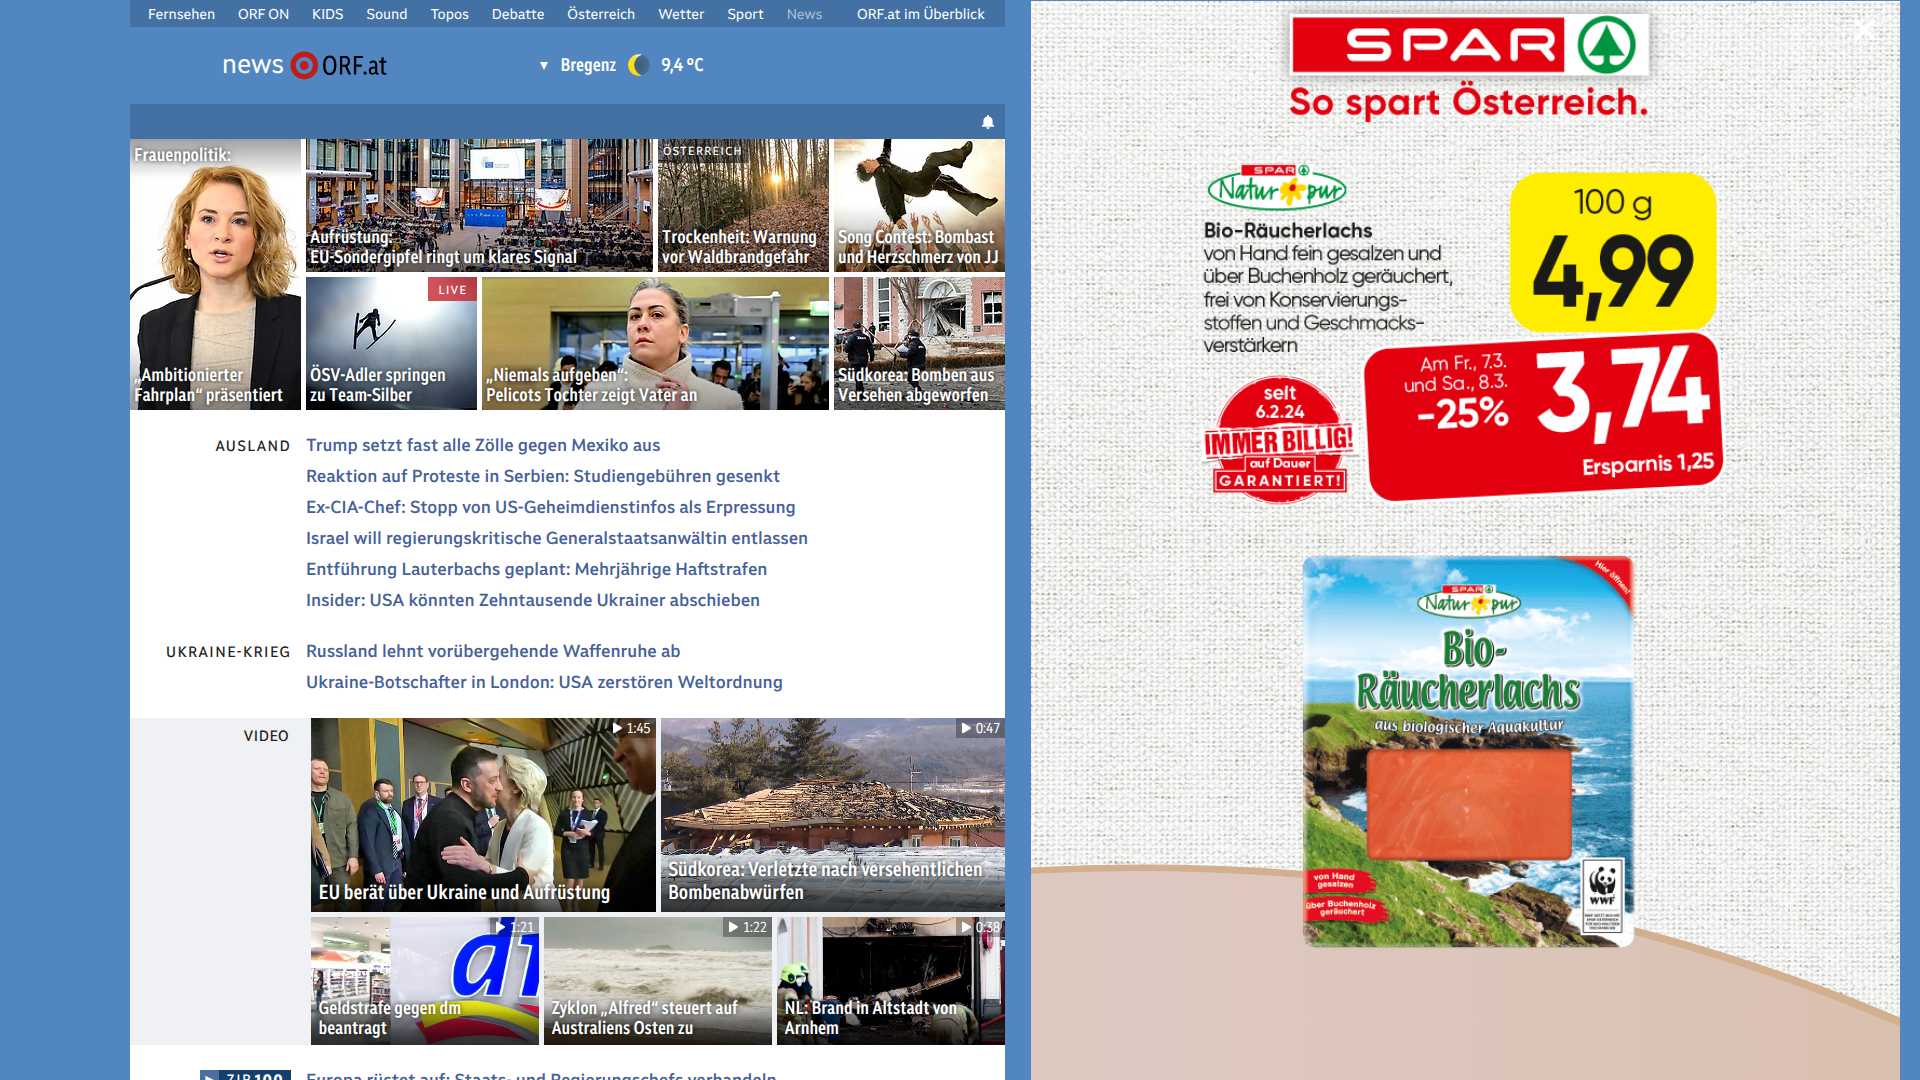 Fernsehen ORF ON KIDS Sound Topos Debatte Österreich Wetter Sport News ORF.at im Überblick
news ORF.at
▼ Bregenz 9,4 °C
Frauenpolitik:
„Ambitionierter
Fahrplan“ präsentiert
Aufrüstung:
EU-Sondergipfel ringt um klares Signal
ÖSTERREICH
Trockenheit: Warnung
vor Waldbrandgefahr
Song Contest: Bombast
und Herzschmerz von JJ
LIVE
ÖSV-Adler springen
zu Team-Silber
„Niemals aufgeben“:
Pelicots Tochter zeigt Vater an
Südkorea: Bomben aus
Versehen abgeworfen
AUSLAND
Trump setzt fast alle Zölle gegen Mexiko aus
Reaktion auf Proteste in Serbien: Studiengebühren gesenkt
Ex-CIA-Chef: Stopp von US-Geheimdienstinfos als Erpressung
Israel will regierungskritische Generalstaatsanwältin entlassen
Entführung Lauterbachs geplant: Mehrjährige Haftstrafen
Insider: USA könnten Zehntausende Ukrainer abschieben
UKRAINE-KRIEG
Russland lehnt vorübergehende Waffenruhe ab
Ukraine-Botschafter in London: USA zerstören Weltordnung
VIDEO
1:45
EU berät über Ukraine und Aufrüstung
0:47
Südkorea: Verletzte nach versehentlichen
Bombenabwürfen
1:21
Geldstrafe gegen dm
beantragt
1:22
Zyklon „Alfred“ steuert auf
Australiens Osten zu
0:38
NL: Brand in Altstadt von
Arnhem
ZIB 100
Europa rüstet auf: Staats- und Regierungschefs verhandeln
SPAR
So spart Österreich.
SPAR
Natur pur
Bio-Räucherlachs
von Hand fein gesalzen und
über Buchenholz geräuchert,
frei von Konservierungs-
stoffen und Geschmacks-
verstärkern
100 g
4,99
Am Fr., 7.3.
und Sa., 8.3.
-25%
3,74
Ersparnis 1,25
seit
6.2.24
IMMER BILLIG!
auf Dauer
GARANTIERT!
Hier öffnen!
SPAR
Natur pur
Bio-
Räucherlachs
aus biologischer Aquakultur
von Hand
gesalzen
über Buchenholz
geräuchert
WWF